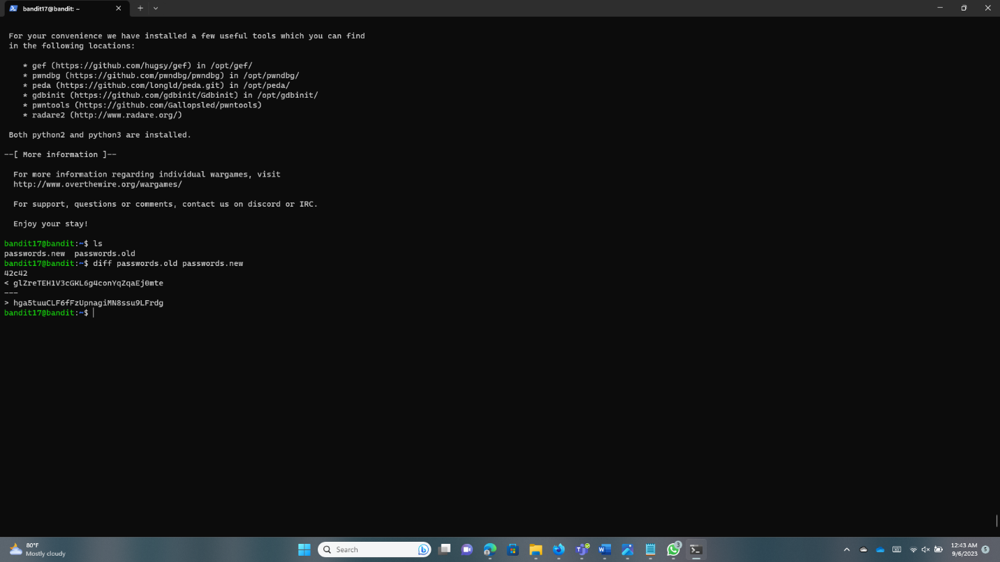 bandit17@bandit: ~
For your convenience we have installed a few useful tools which you can find
in the following locations:
* gef (https://github.com/hugsy/gef) in /opt/gef/
* pwndbg (https://github.com/pwndbg/pwndbg) in /opt/pwndbg/
* peda (https://github.com/longld/peda.git) in /opt/peda/
* gdbinit (https://github.com/gdbinit/Gdbinit) in /opt/gdbinit/
* pwntools (https://github.com/Gallopsled/pwntools)
* radare2 (http://www.radare.org/)
Both python2 and python3 are installed.
--[ More information ]--
For more information regarding individual wargames, visit
http://www.overthewire.org/wargames/
For support, questions or comments, contact us on discord or IRC.
Enjoy your stay!
bandit17@bandit:~$ ls
passwords.new  passwords.old
bandit17@bandit:~$ diff passwords.old passwords.new
42c42
< glZreTEH1V3cGKL6g4conYqZqaEj0mte
---
> hga5tuuCLF6fFzUpnagiMN8ssu9LFrdg
bandit17@bandit:~$
80°F
Mostly cloudy
Search
3
12:43 AM
9/6/2023
5